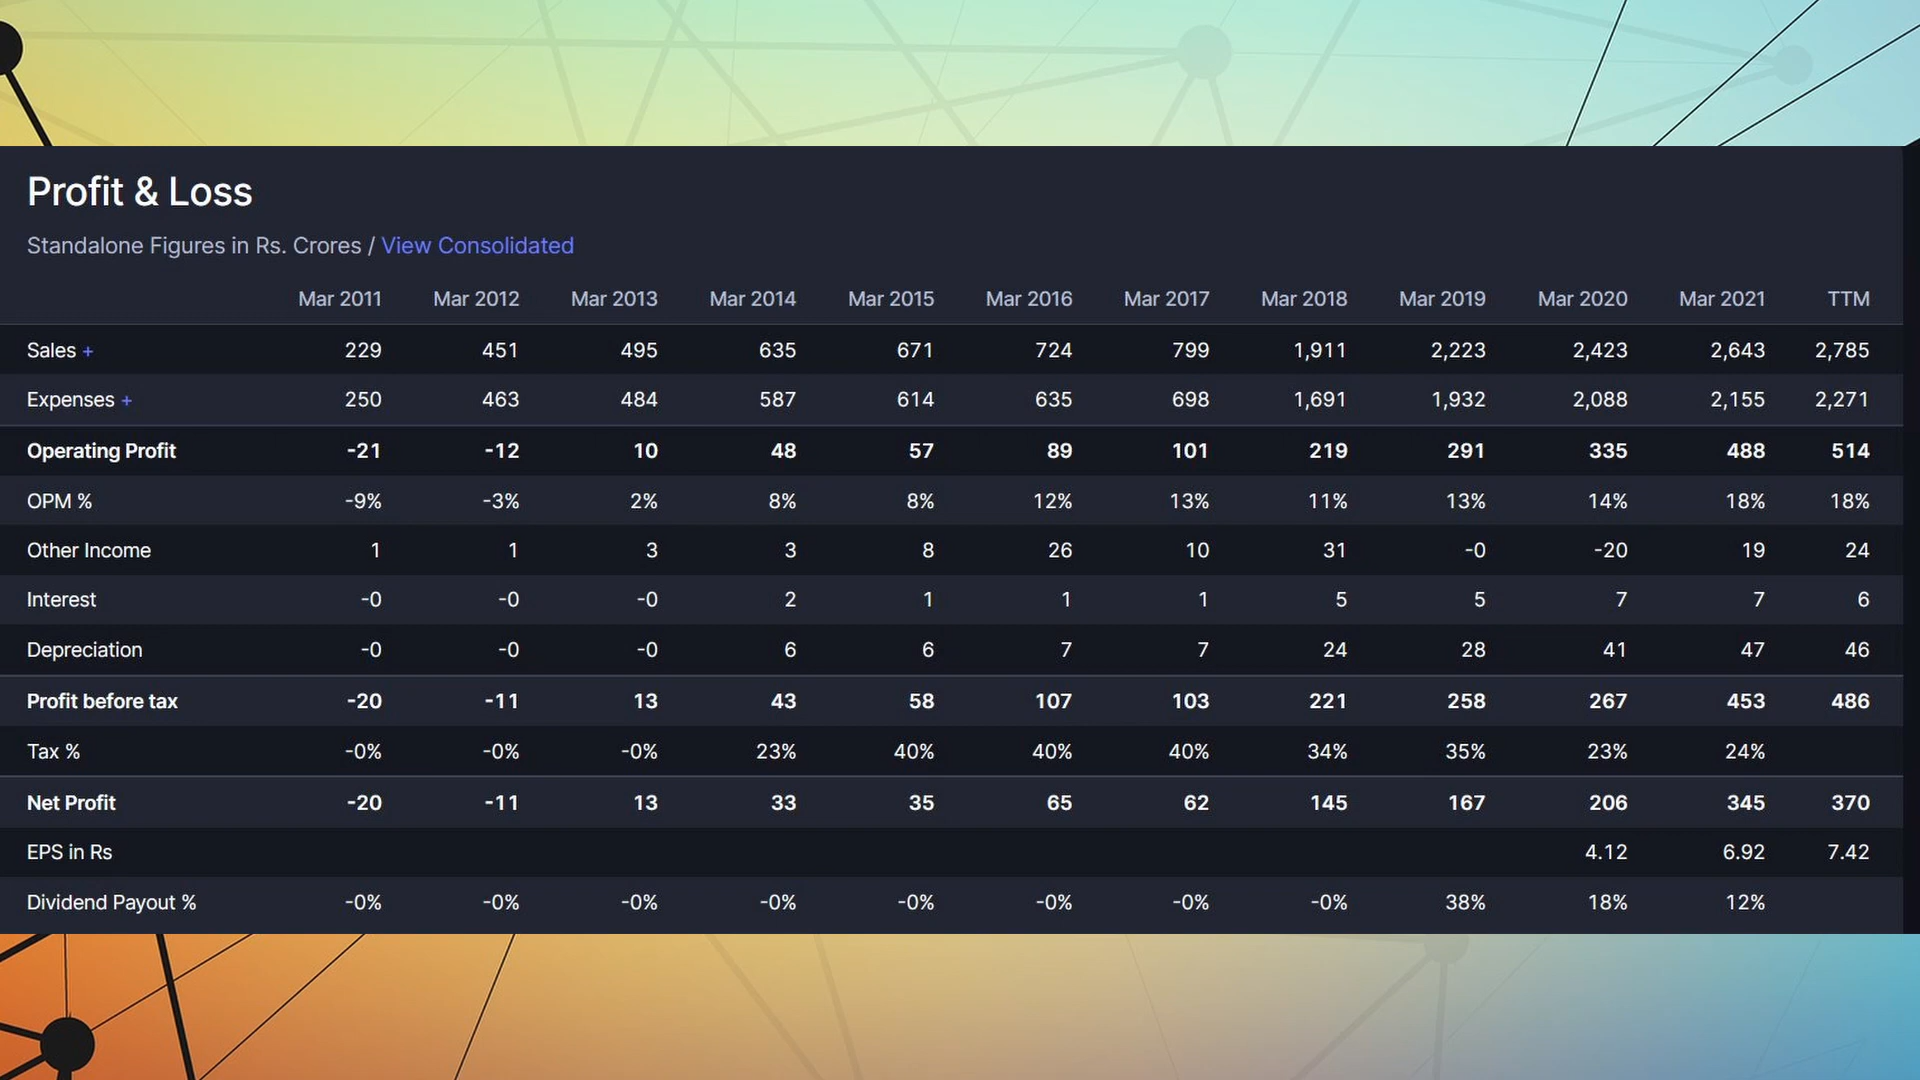 Profit & Loss
Standalone Figures in Rs. Crores / View Consolidated
Mar 2011 Mar 2012 Mar 2013 Mar 2014 Mar 2015 Mar 2016 Mar 2017 Mar 2018 Mar 2019 Mar 2020 Mar 2021 TTM
Sales + 229 451 495 635 671 724 799 1,911 2,223 2,423 2,643 2,785
Expenses + 250 463 484 587 614 635 698 1,691 1,932 2,088 2,155 2,271
Operating Profit -21 -12 10 48 57 89 101 219 291 335 488 514
OPM % -9% -3% 2% 8% 8% 12% 13% 11% 13% 14% 18% 18%
Other Income 1 1 3 3 8 26 10 31 -0 -20 19 24
Interest -0 -0 -0 2 1 1 1 5 5 7 7 6
Depreciation -0 -0 -0 6 6 7 7 24 28 41 47 46
Profit before tax -20 -11 13 43 58 107 103 221 258 267 453 486
Tax % -0% -0% -0% 23% 40% 40% 40% 34% 35% 23% 24%
Net Profit -20 -11 13 33 35 65 62 145 167 206 345 370
EPS in Rs 4.12 6.92 7.42
Dividend Payout % -0% -0% -0% -0% -0% -0% -0% -0% 38% 18% 12%